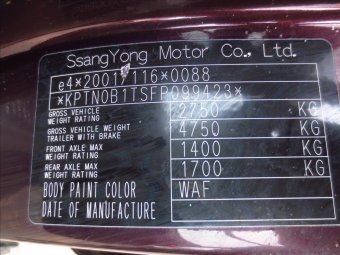 SsangYong Motor Co., Ltd.
e4*2001/116*0088
*KPTN0B1TSFP099423*
GROSS VEHICLE WEIGHT RATING 2750 KG
GROSS VEHICLE WEIGHT TRAILER WITH BRAKE 4750 KG
FRONT AXLE MAX WEIGHT RATING 1400 KG
REAR AXLE MAX WEIGHT RATING 1700 KG
BODY PAINT COLOR WAF
DATE OF MANUFACTURE